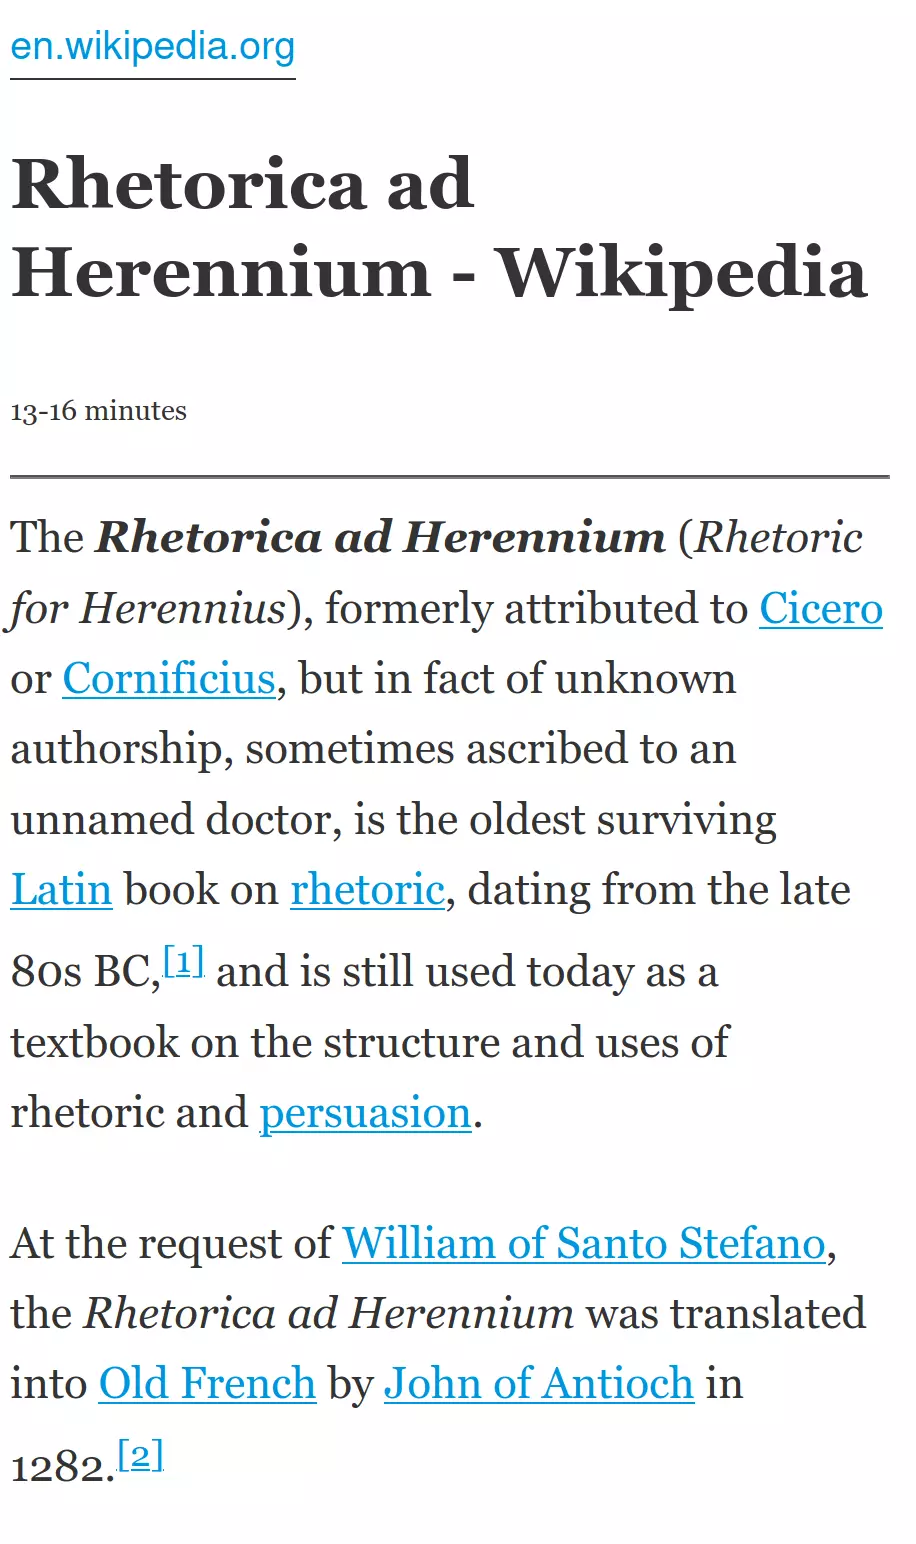 en.wikipedia.org
Rhetorica ad
Herennium - Wikipedia
13-16 minutes
The Rhetorica ad Herennium (Rhetoric
for Herennius), formerly attributed to Cicero
or Cornificius, but in fact of unknown
authorship, sometimes ascribed to an
unnamed doctor, is the oldest surviving
Latin book on rhetoric, dating from the late
80s BC,[1] and is still used today as a
textbook on the structure and uses of
rhetoric and persuasion.
At the request of William of Santo Stefano,
the Rhetorica ad Herennium was translated
into Old French by John of Antioch in
1282.[2]